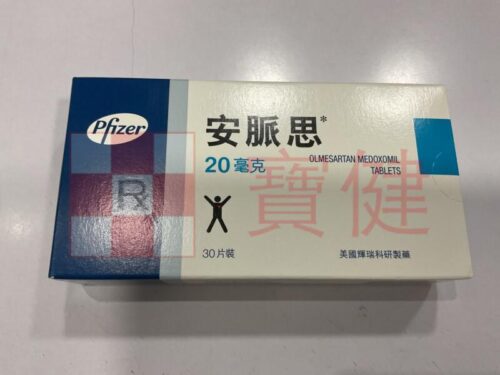 Pfizer
安脈思*
20毫克
OLMESARTAN MEDOXOMIL
TABLETS
R
寶健
30片裝
美國輝瑞科研製藥